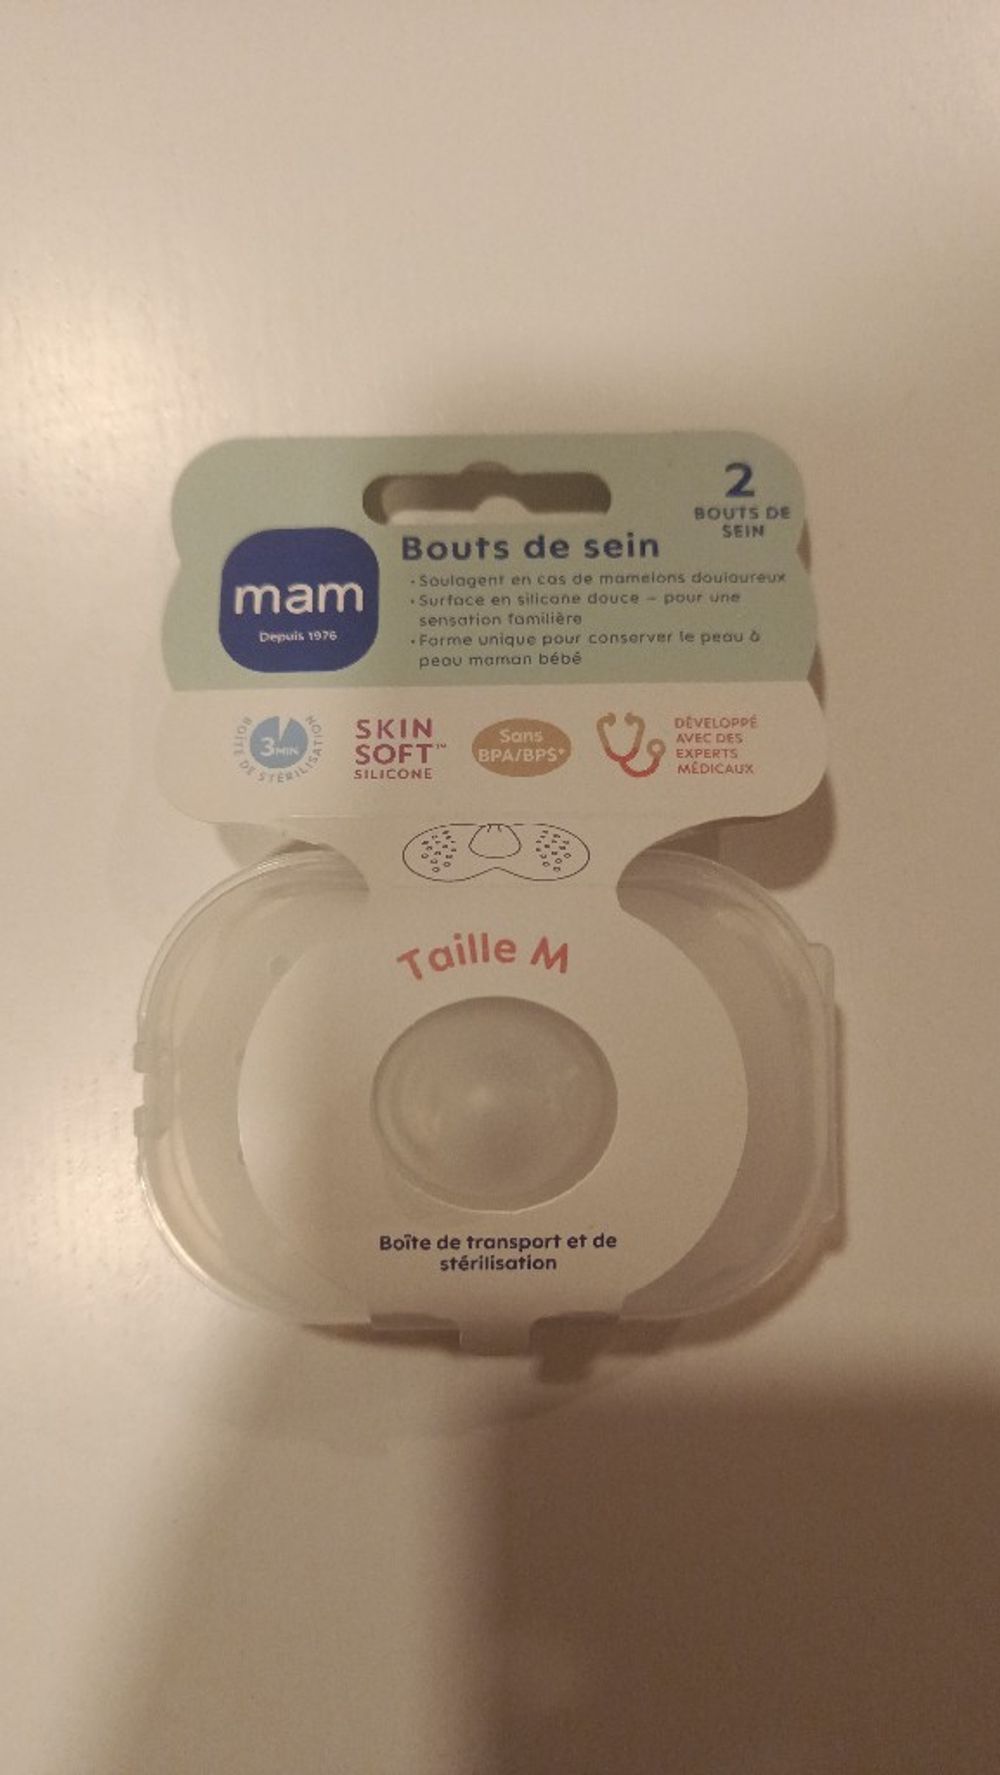 2
BOUTS DE
SEIN
mam
Depuis 1976
Bouts de sein
• Soulagent en cas de mamelons douloureux
• Surface en silicone douce – pour une
sensation familière
• Forme unique pour conserver le peau à
peau maman bébé
3 MIN
BOÎTE DE STÉRILISATION
SKIN
SOFT™
SILICONE
Sans
BPA/BPS*
DÉVELOPPÉ
AVEC DES
EXPERTS
MÉDICAUX
Taille M
Boîte de transport et de
stérilisation